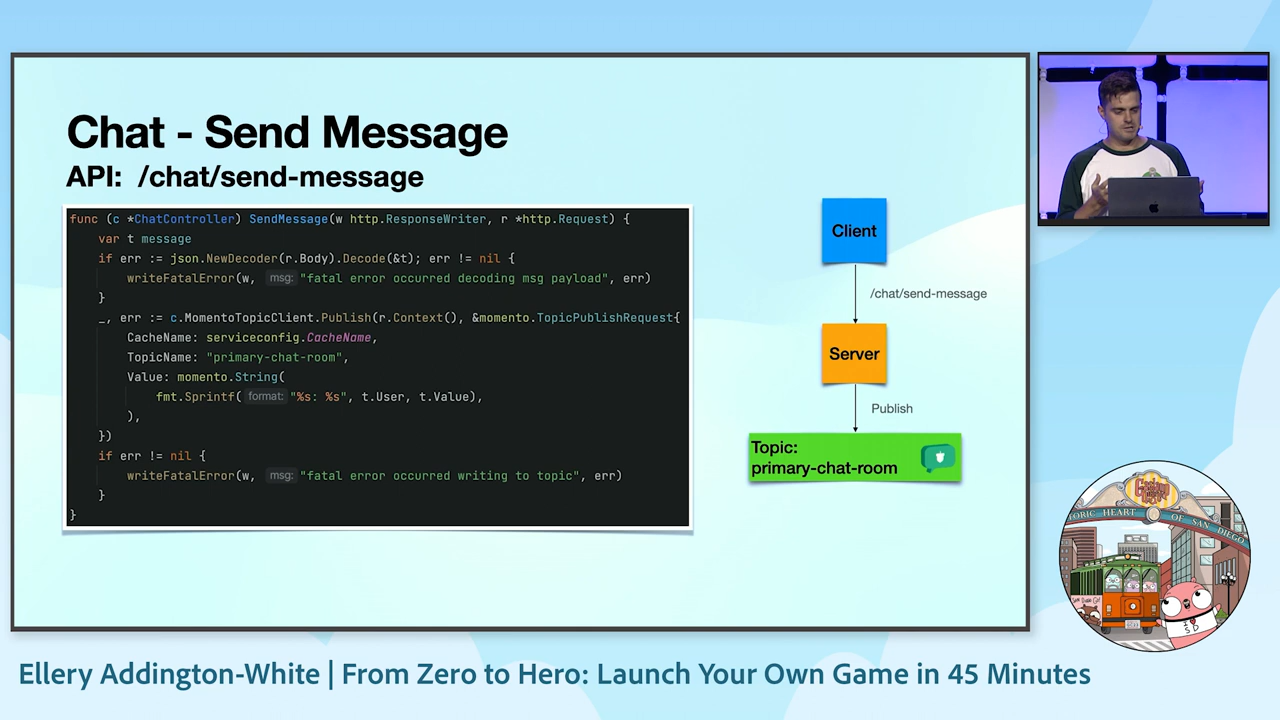 Chat - Send Message
API: /chat/send-message
func (c *ChatController) SendMessage(w http.ResponseWriter, r *http.Request) {
var t message
if err := json.NewDecoder(r.Body).Decode(&t); err != nil {
writeFatalError(w, msg: "fatal error occurred decoding msg payload", err)
}
_, err := c.MomentoTopicClient.Publish(r.Context(), &momento.TopicPublishRequest{
CacheName: serviceconfig.CacheName,
TopicName: "primary-chat-room",
Value: momento.String(
fmt.Sprintf( format: "%s: %s", t.User, t.Value),
),
})
if err != nil {
writeFatalError(w, msg: "fatal error occurred writing to topic", err)
}
}
Client
/chat/send-message
Server
Publish
Topic:
primary-chat-room
HEART OF SAN DIEGO
Ellery Addington-White | From Zero to Hero: Launch Your Own Game in 45 Minutes